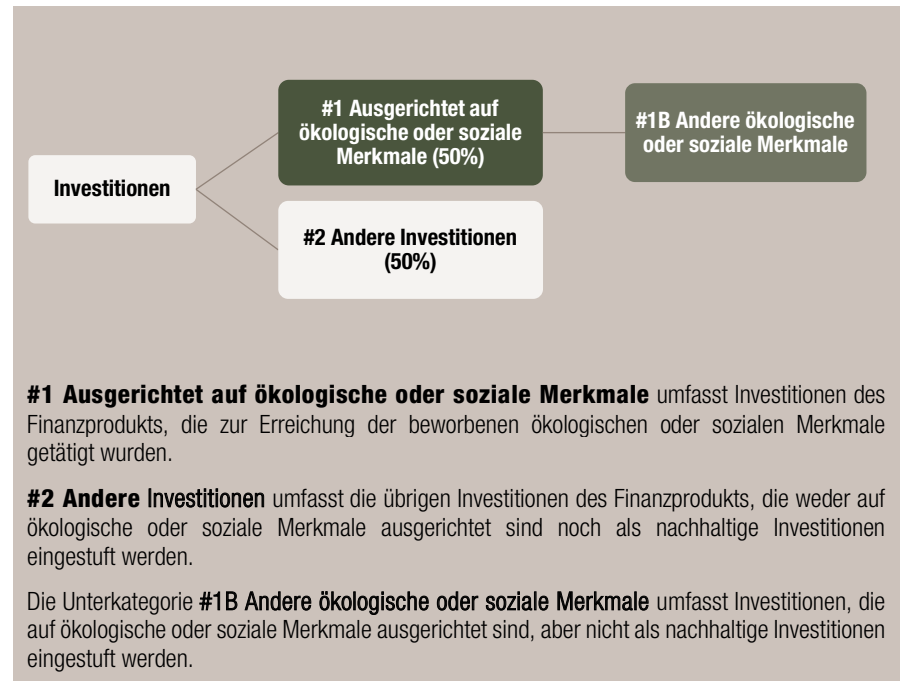 #1 Ausgerichtet auf
ökologische oder soziale
Merkmale (50%)
#1B Andere ökologische
oder soziale Merkmale
Investitionen
#2 Andere Investitionen
(50%)
#1 Ausgerichtet auf ökologische oder soziale Merkmale umfasst Investitionen des
Finanzprodukts, die zur Erreichung der beworbenen ökologischen oder sozialen Merkmale
getätigt wurden.
#2 Andere Investitionen umfasst die übrigen Investitionen des Finanzprodukts, die weder auf
ökologische oder soziale Merkmale ausgerichtet sind noch als nachhaltige Investitionen
eingestuft werden.
Die Unterkategorie #1B Andere ökologische oder soziale Merkmale umfasst Investitionen, die
auf ökologische oder soziale Merkmale ausgerichtet sind, aber nicht als nachhaltige Investitionen
eingestuft werden.